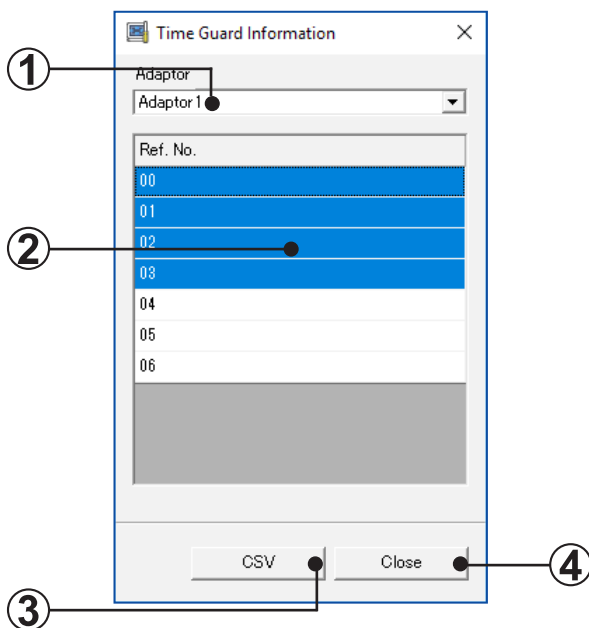 Time Guard Information
1
Adaptor
Adaptor 1
Ref. No.
00
01
2
02
03
04
05
06
CSV
Close
4
3